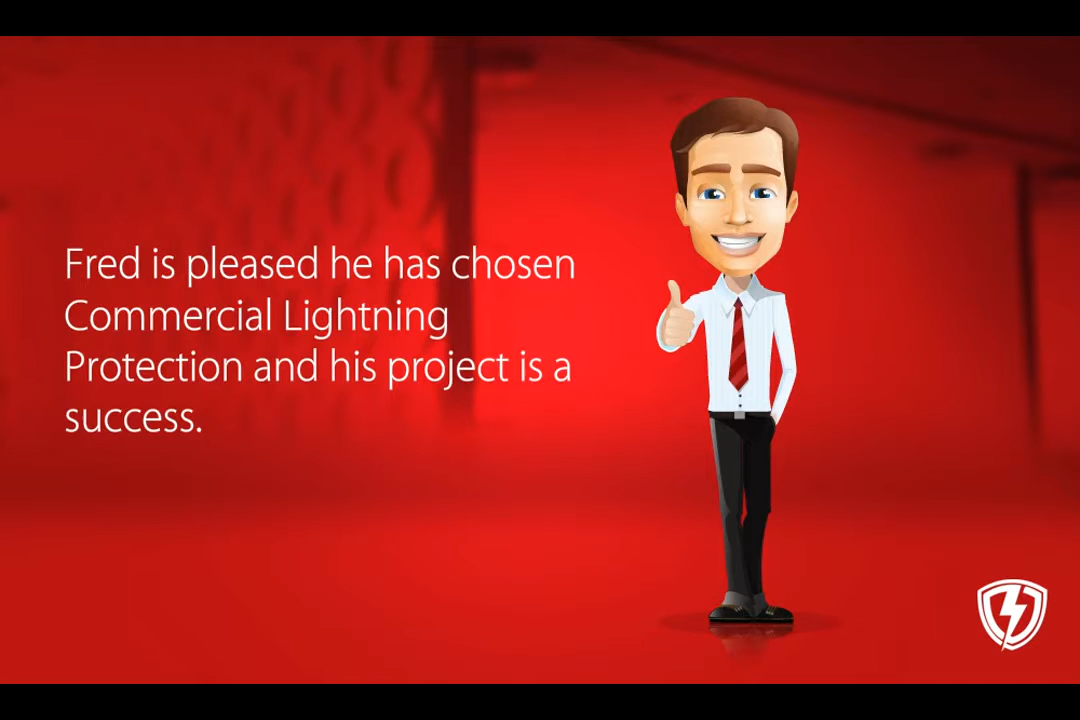 Fred is pleased he has chosen
Commercial Lightning
Protection and his project is a
success.